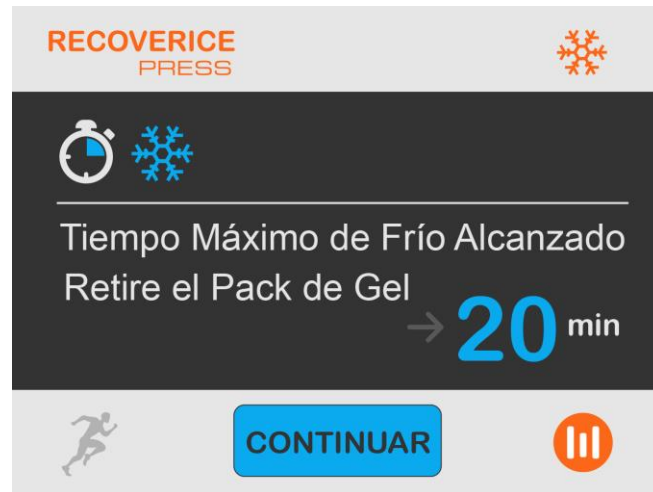 RECOVERICE
PRESS
Tiempo Máximo de Frío Alcanzado
Retire el Pack de Gel
20 min
CONTINUAR